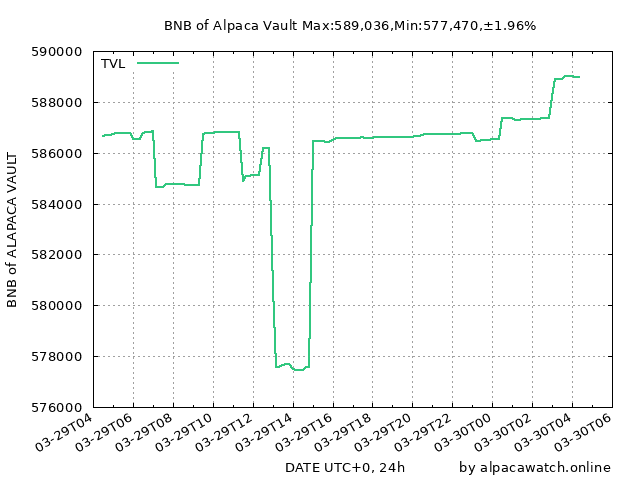 BNB of Alpaca Vault Max:589,036,Min:577,470,±1.96%
TVL
590000
588000
586000
584000
582000
580000
578000
576000
BNB of ALAPACA VAULT
03-29T04
03-29T06
03-29T08
03-29T10
03-29T12
03-29T14
03-29T16
03-29T18
03-29T20
03-29T22
03-30T00
03-30T02
03-30T04
03-30T06
DATE UTC+0, 24h
by alpacawatch.online